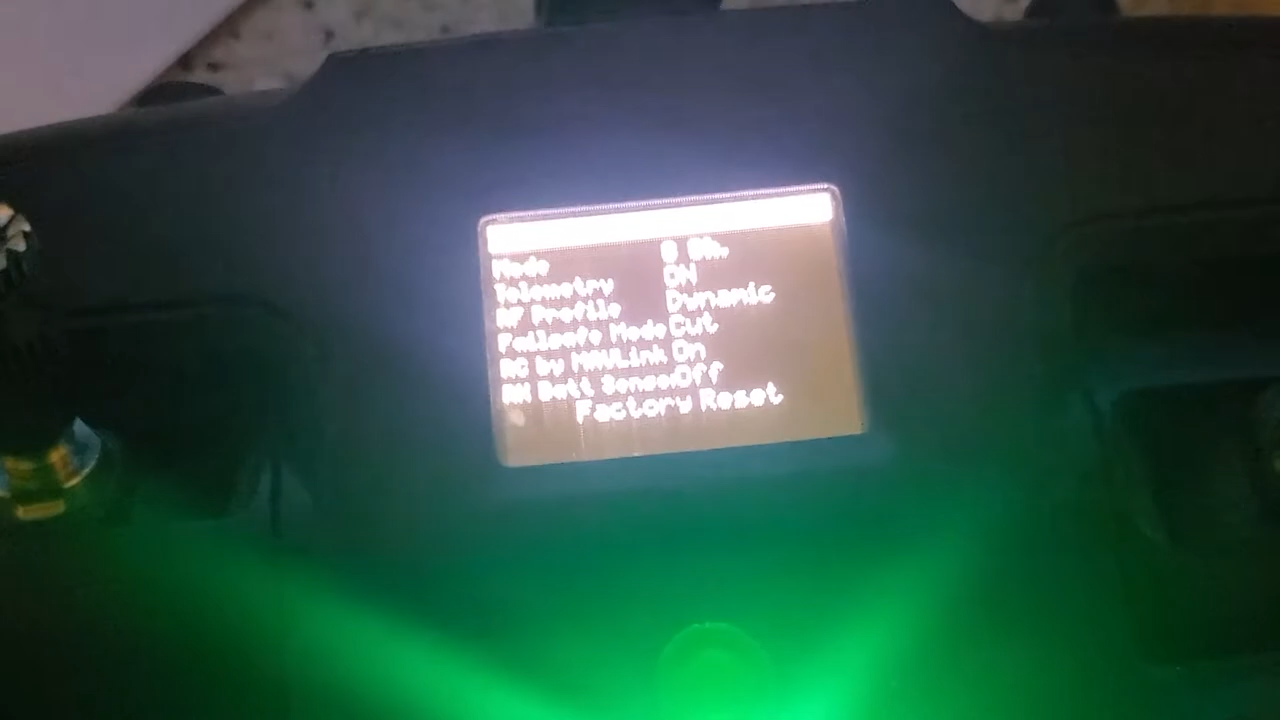 Mode 8 Ch.
Telemetry ON
RF Profile Dynamic
Failsafe Mode Cut
RC by MAVLink On
RX Batt Sensor Off
Factory Reset